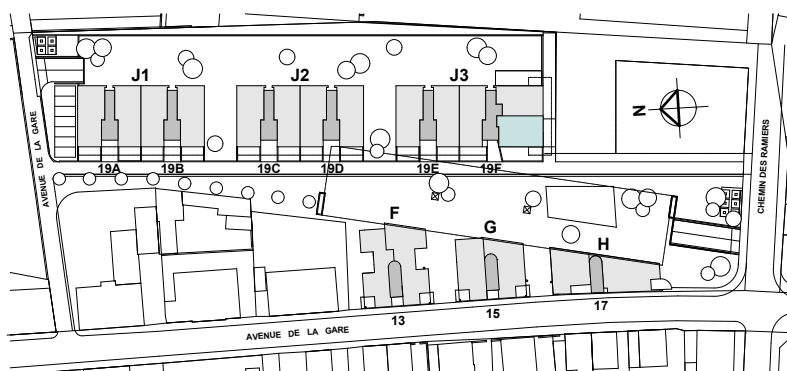 J1
J2
J3
N
AVENUE DE LA GARE
CHEMIN DES RAMIERS
19A
19B
19C
19D
19E
19F
F
G
H
13
15
17
AVENUE DE LA GARE